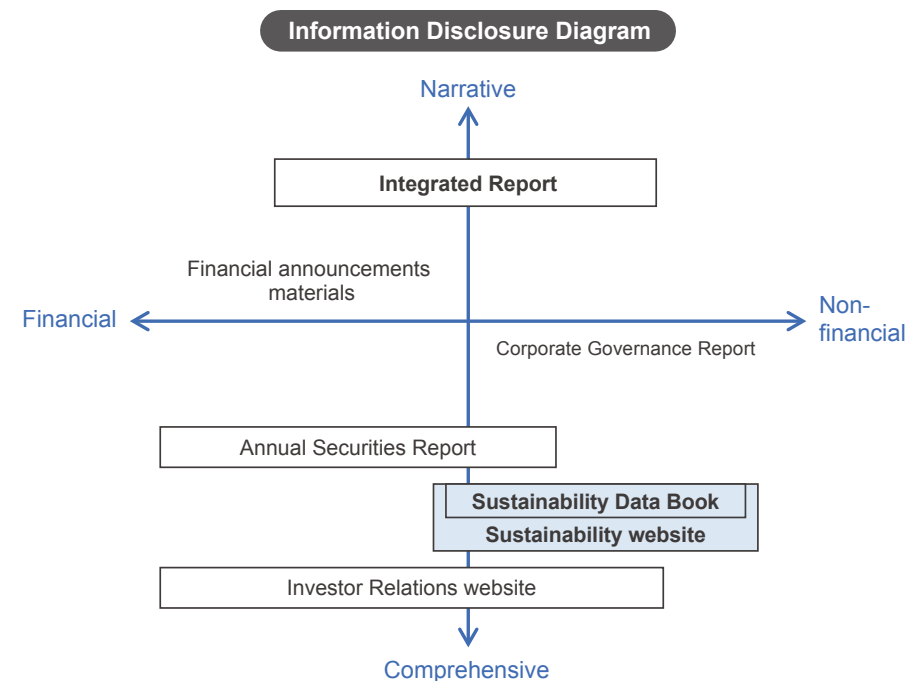 Information Disclosure Diagram
Narrative
Integrated Report
Financial announcements
materials
Financial
Non-
financial
Corporate Governance Report
Annual Securities Report
Sustainability Data Book
Sustainability website
Investor Relations website
Comprehensive